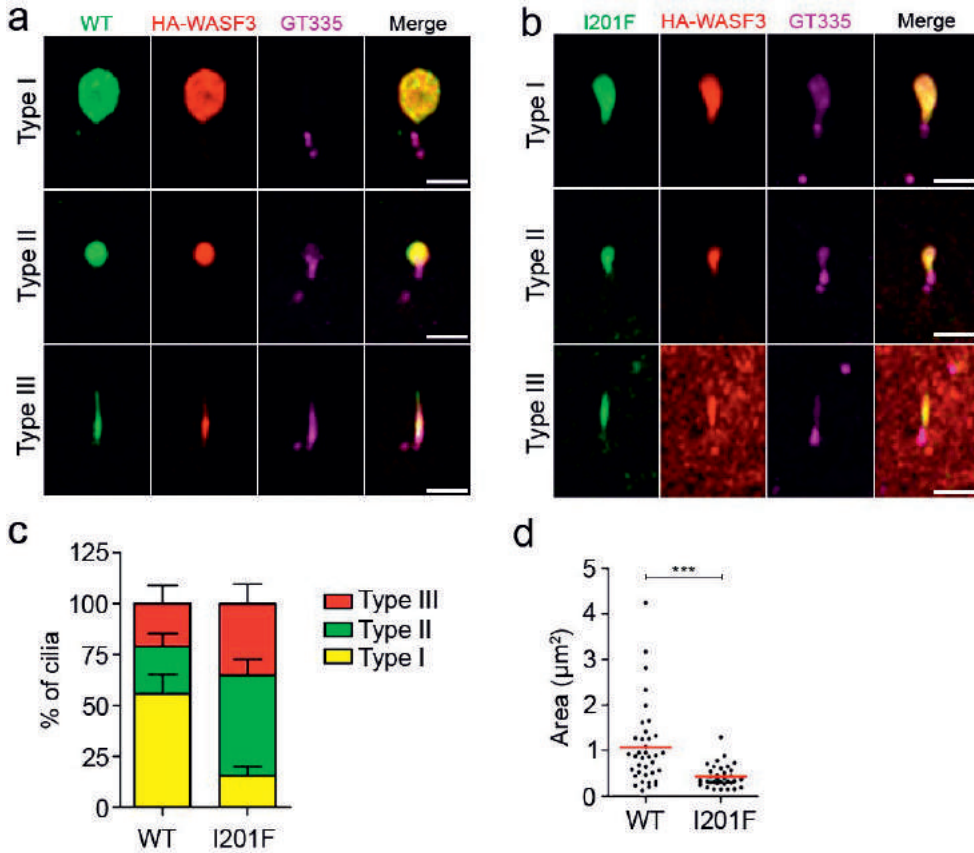 a
WT HA-WASF3 GT335 Merge
Type I
Type II
Type III
b
I201F HA-WASF3 GT335 Merge
Type I
Type II
Type III
c
% of cilia
125
100
75
50
25
0
WT I201F
Type III
Type II
Type I
d
Area (µm²)
5
4
3
2
1
0
***
WT I201F